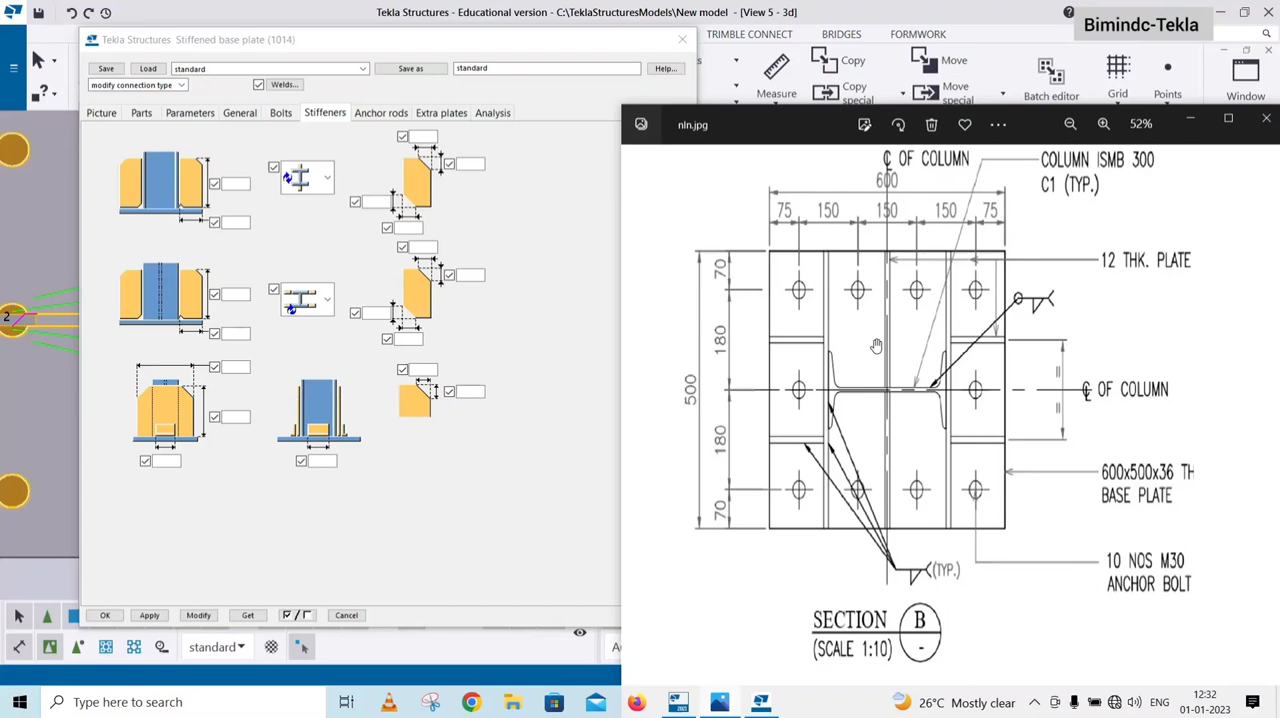 Tekla Structures - Educational version - C:\TeklaStructuresModels\New model - [View 5 - 3d]
Bimindc-Tekla
Tekla Structures Stiffened base plate (1014)
TRIMBLE CONNECT
BRIDGES
FORMWORK
Save
Load
standard
Save as
standard
Help...
modify connection type
Welds...
Picture
Parts
Parameters
General
Bolts
Stiffeners
Anchor rods
Extra plates
Analysis
Measure
Copy
Copy special
Move
Move special
Batch editor
Grid
Points
Window
nln.jpg
52%
℄ OF COLUMN
COLUMN ISMB 300
C1 (TYP.)
600
75
150
150
150
75
12 THK. PLATE
70
180
500
180
70
=
=
℄ OF COLUMN
600x500x36 TH
BASE PLATE
(TYP.)
10 NOS M30
ANCHOR BOLT
SECTION B
-
(SCALE 1:10)
2
OK
Apply
Modify
Get
Cancel
standard
Type here to search
26°C Mostly clear
ENG
12:32
01-01-2023